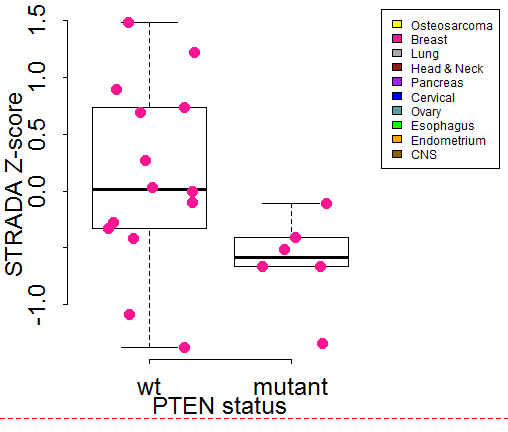 STRADA Z-score
1.5
1.0
0.5
0.0
-1.0
wt mutant
PTEN status
Osteosarcoma
Breast
Lung
Head & Neck
Pancreas
Cervical
Ovary
Esophagus
Endometrium
CNS